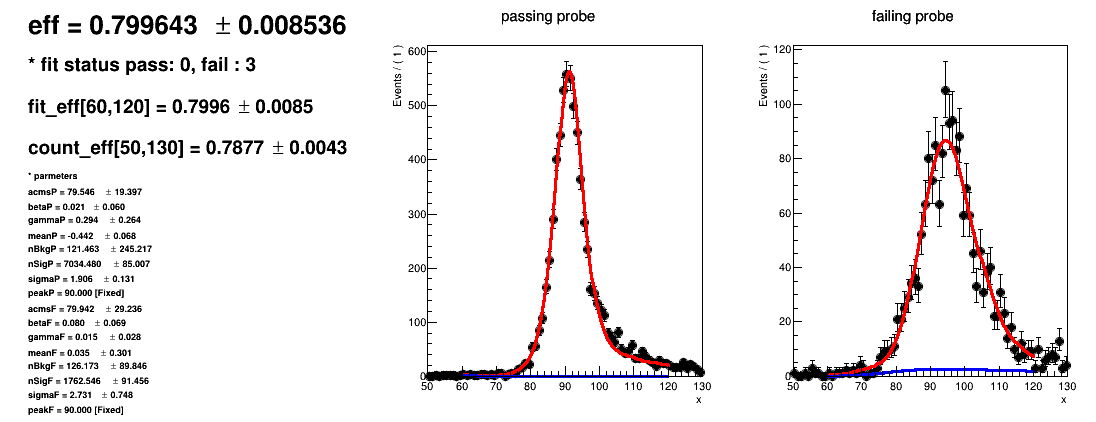 eff = 0.799643 ± 0.008536
* fit status pass: 0, fail : 3
fit_eff[60,120] = 0.7996 ± 0.0085
count_eff[50,130] = 0.7877 ± 0.0043
* parmeters
acmsP = 79.546 ± 19.397
betaP = 0.021 ± 0.060
gammaP = 0.294 ± 0.264
meanP = -0.442 ± 0.068
nBkgP = 121.463 ± 245.217
nSigP = 7034.480 ± 85.007
sigmaP = 1.906 ± 0.131
peakP = 90.000 [Fixed]
acmsF = 79.942 ± 29.236
betaF = 0.080 ± 0.069
gammaF = 0.015 ± 0.028
meanF = 0.035 ± 0.301
nBkgF = 126.173 ± 89.846
nSigF = 1762.546 ± 91.456
sigmaF = 2.731 ± 0.748
peakF = 90.000 [Fixed]
passing probe
Events / ( 1 )
600
500
400
300
200
100
0
50 60 70 80 90 100 110 120 130
x
failing probe
Events / ( 1 )
120
100
80
60
40
20
0
50 60 70 80 90 100 110 120 130
x